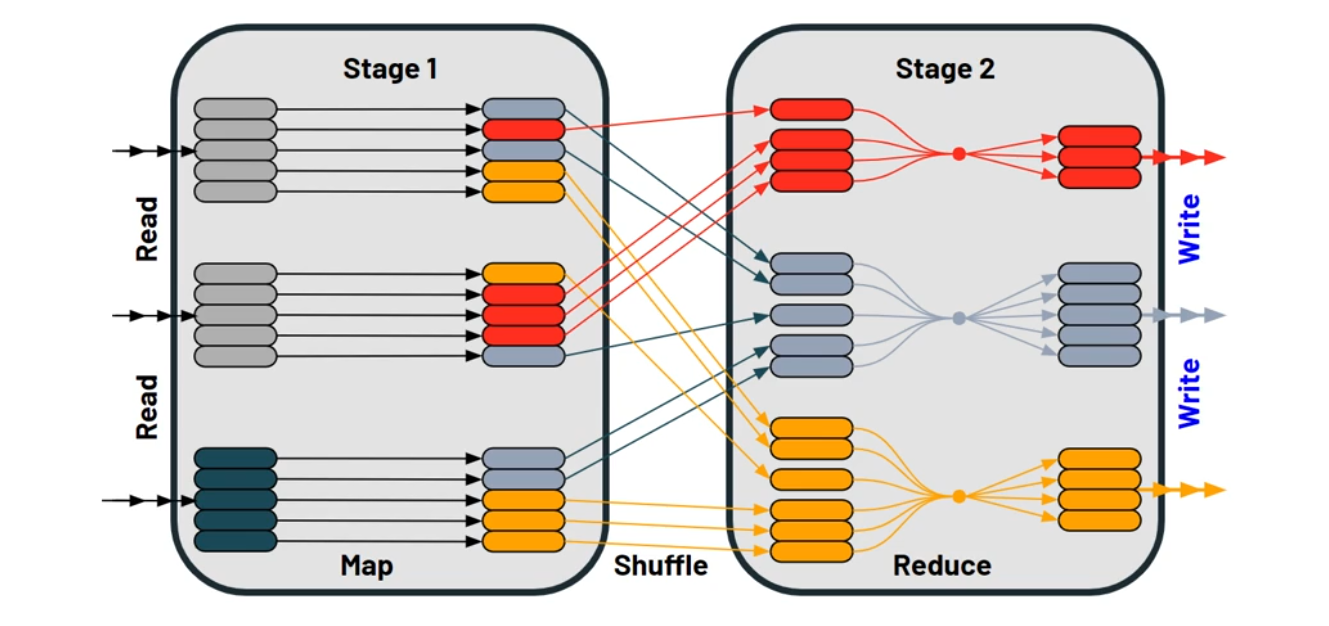 Stage 1
Stage 2
Read
Read
Write
Write
Map
Shuffle
Reduce